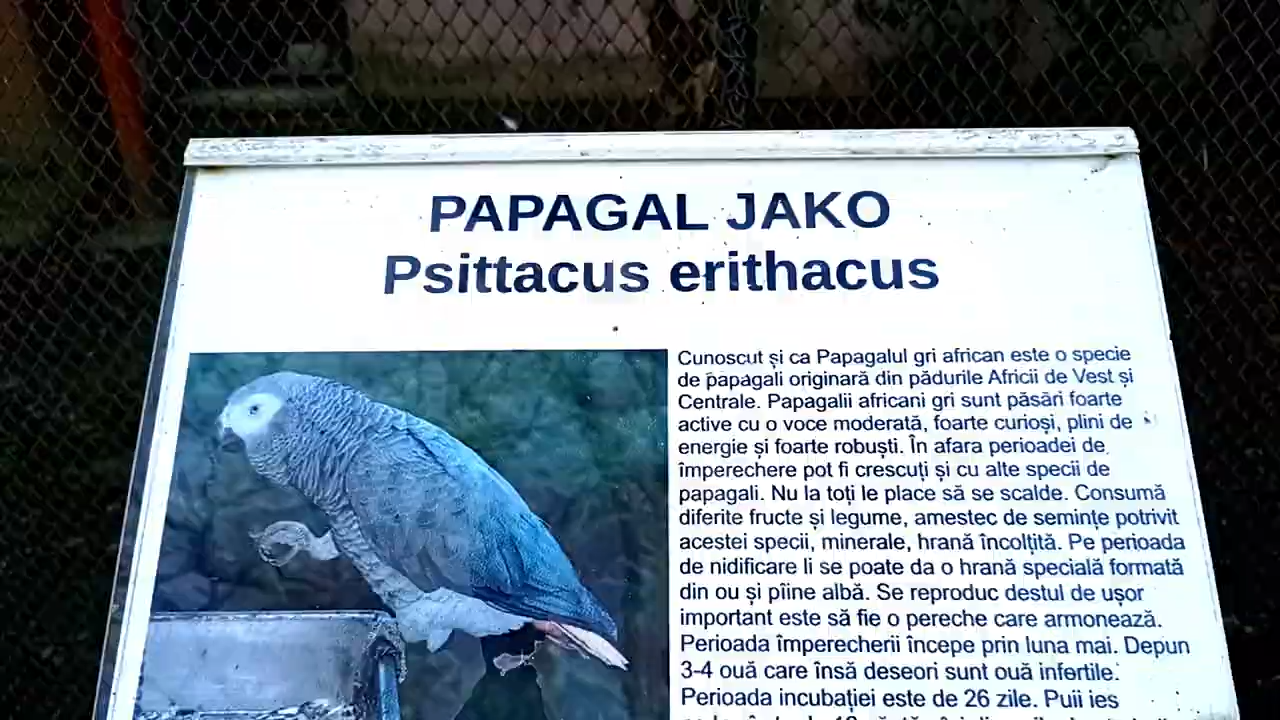 PAPAGAL JAKO
Psittacus erithacus
Cunoscut și ca Papagalul gri african este o specie
de papagali originară din pădurile Africii de Vest și
Centrale. Papagalii africani gri sunt păsări foarte
active cu o voce moderată, foarte curioși, plini de
energie și foarte robuști. În afara perioadei de
împerechere pot fi crescuți și cu alte specii de
papagali. Nu la toți le place să se scalde. Consumă
diferite fructe și legume, amestec de semințe potrivit
acestei specii, minerale, hrană încolțită. Pe perioada
de nidificare li se poate da o hrană specială formată
din ou și pîine albă. Se reproduc destul de ușor
important este să fie o pereche care armonează.
Perioada împerecherii începe prin luna mai. Depun
3-4 ouă care însă deseori sunt ouă infertile.
Perioada incubației este de 26 zile. Puii ies